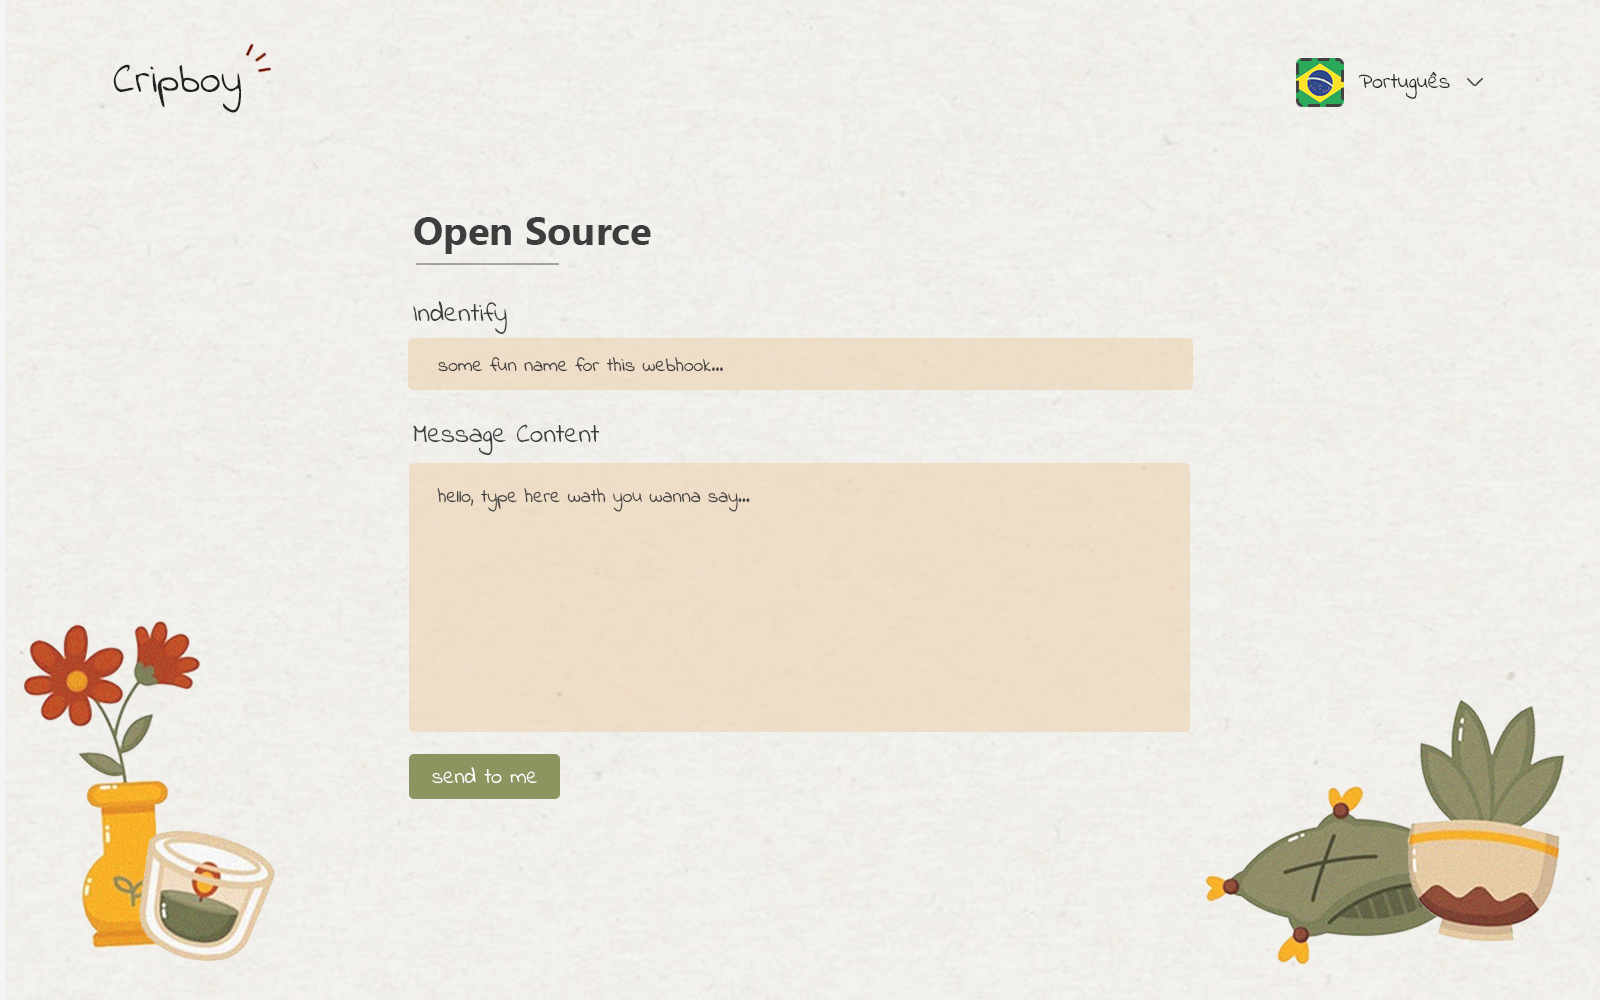 Cripboy
Português
Open Source
Indentify
some fun name for this webhook...
Message Content
hello, type here wath you wanna say...
send to me